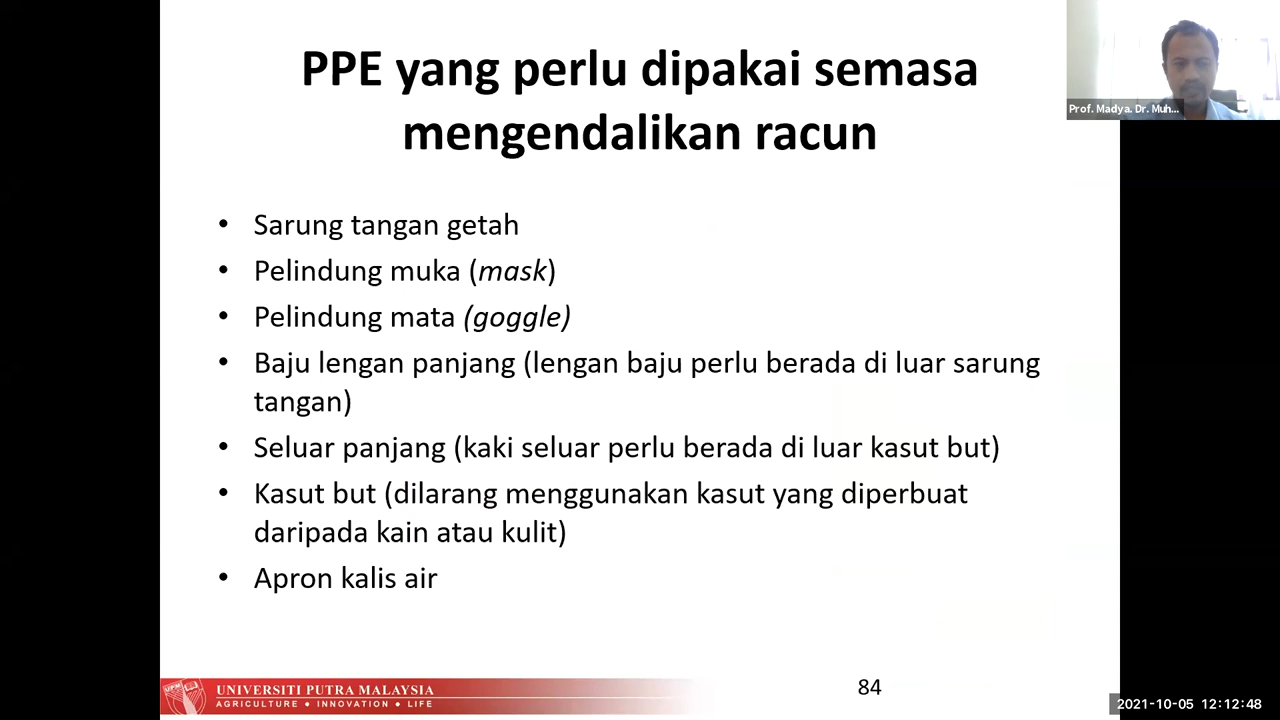 PPE yang perlu dipakai semasa
mengendalikan racun
Prof. Madya. Dr. Muh...
• Sarung tangan getah
• Pelindung muka (mask)
• Pelindung mata (goggle)
• Baju lengan panjang (lengan baju perlu berada di luar sarung
tangan)
• Seluar panjang (kaki seluar perlu berada di luar kasut but)
• Kasut but (dilarang menggunakan kasut yang diperbuat
daripada kain atau kulit)
• Apron kalis air
UPM
UNIVERSITI PUTRA MALAYSIA
AGRICULTURE • INNOVATION • LIFE
84
2021-10-05 12:12:48